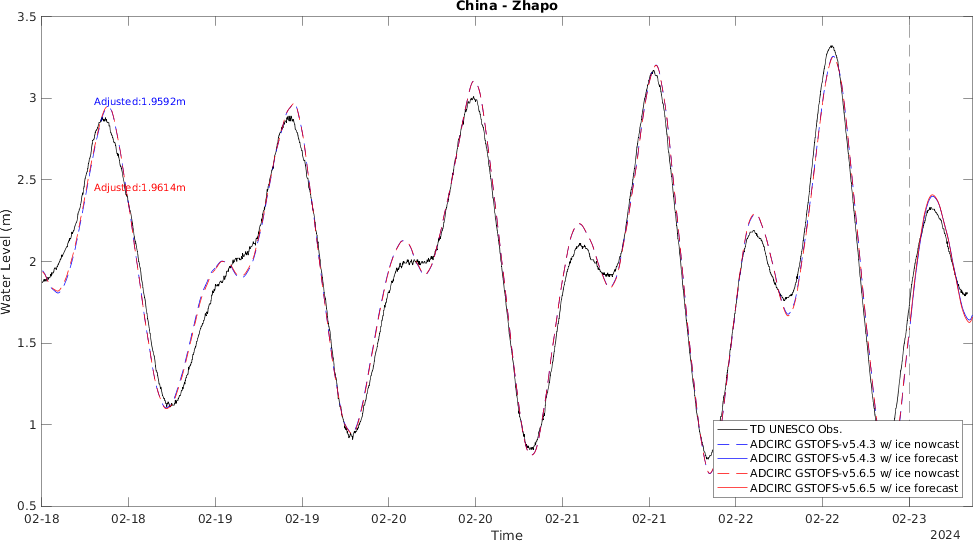 China - Zhapo
3.5
3
2.5
2
1.5
1
0.5
Water Level (m)
Adjusted:1.9592m
Adjusted:1.9614m
TD UNESCO Obs.
ADCIRC GSTOFS-v5.4.3 w/ ice nowcast
ADCIRC GSTOFS-v5.4.3 w/ ice forecast
ADCIRC GSTOFS-v5.6.5 w/ ice nowcast
ADCIRC GSTOFS-v5.6.5 w/ ice forecast
02-18 02-18 02-19 02-19 02-20 02-20 02-21 02-21 02-22 02-22 02-23
Time
2024